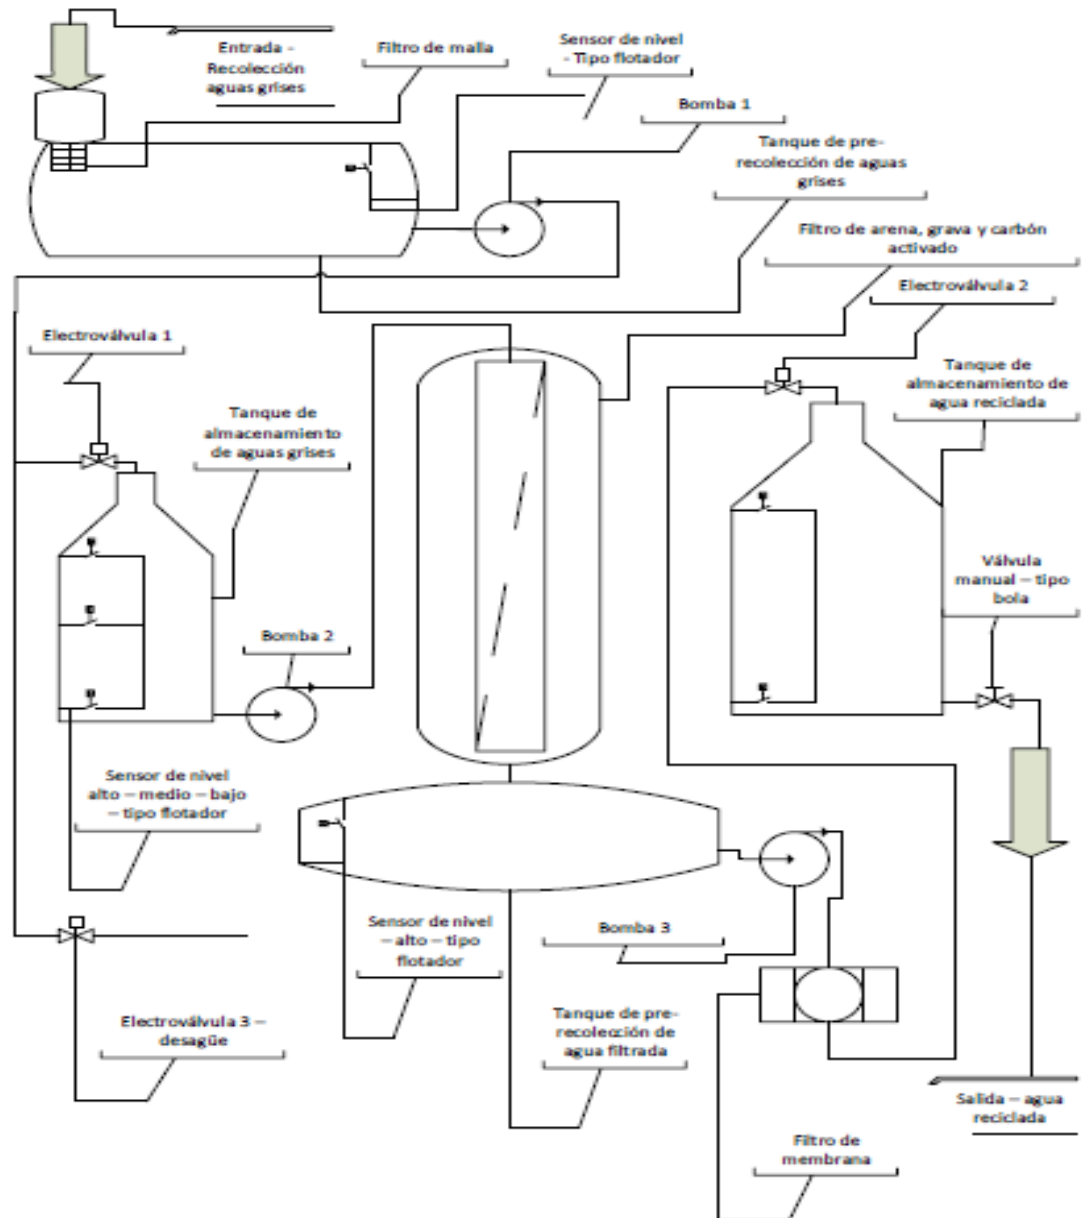 Entrada -
Recolección
aguas grises
Filtro de malla
Sensor de nivel
- Tipo flotador
Bomba 1
Tanque de pre-
recolección de aguas
grises
Filtro de arena, grava y carbón
activado
Electroválvula 2
Electroválvula 1
Tanque de
almacenamiento de
agua reciclada
Tanque de
almacenamiento
de aguas grises
Válvula
manual – tipo
bola
Bomba 2
Sensor de nivel
alto – medio – bajo
– tipo flotador
Sensor de nivel
– alto – tipo
flotador
Bomba 3
Electroválvula 3 –
desagüe
Tanque de pre-
recolección de
agua filtrada
Salida – agua
reciclada
Filtro de
membrana